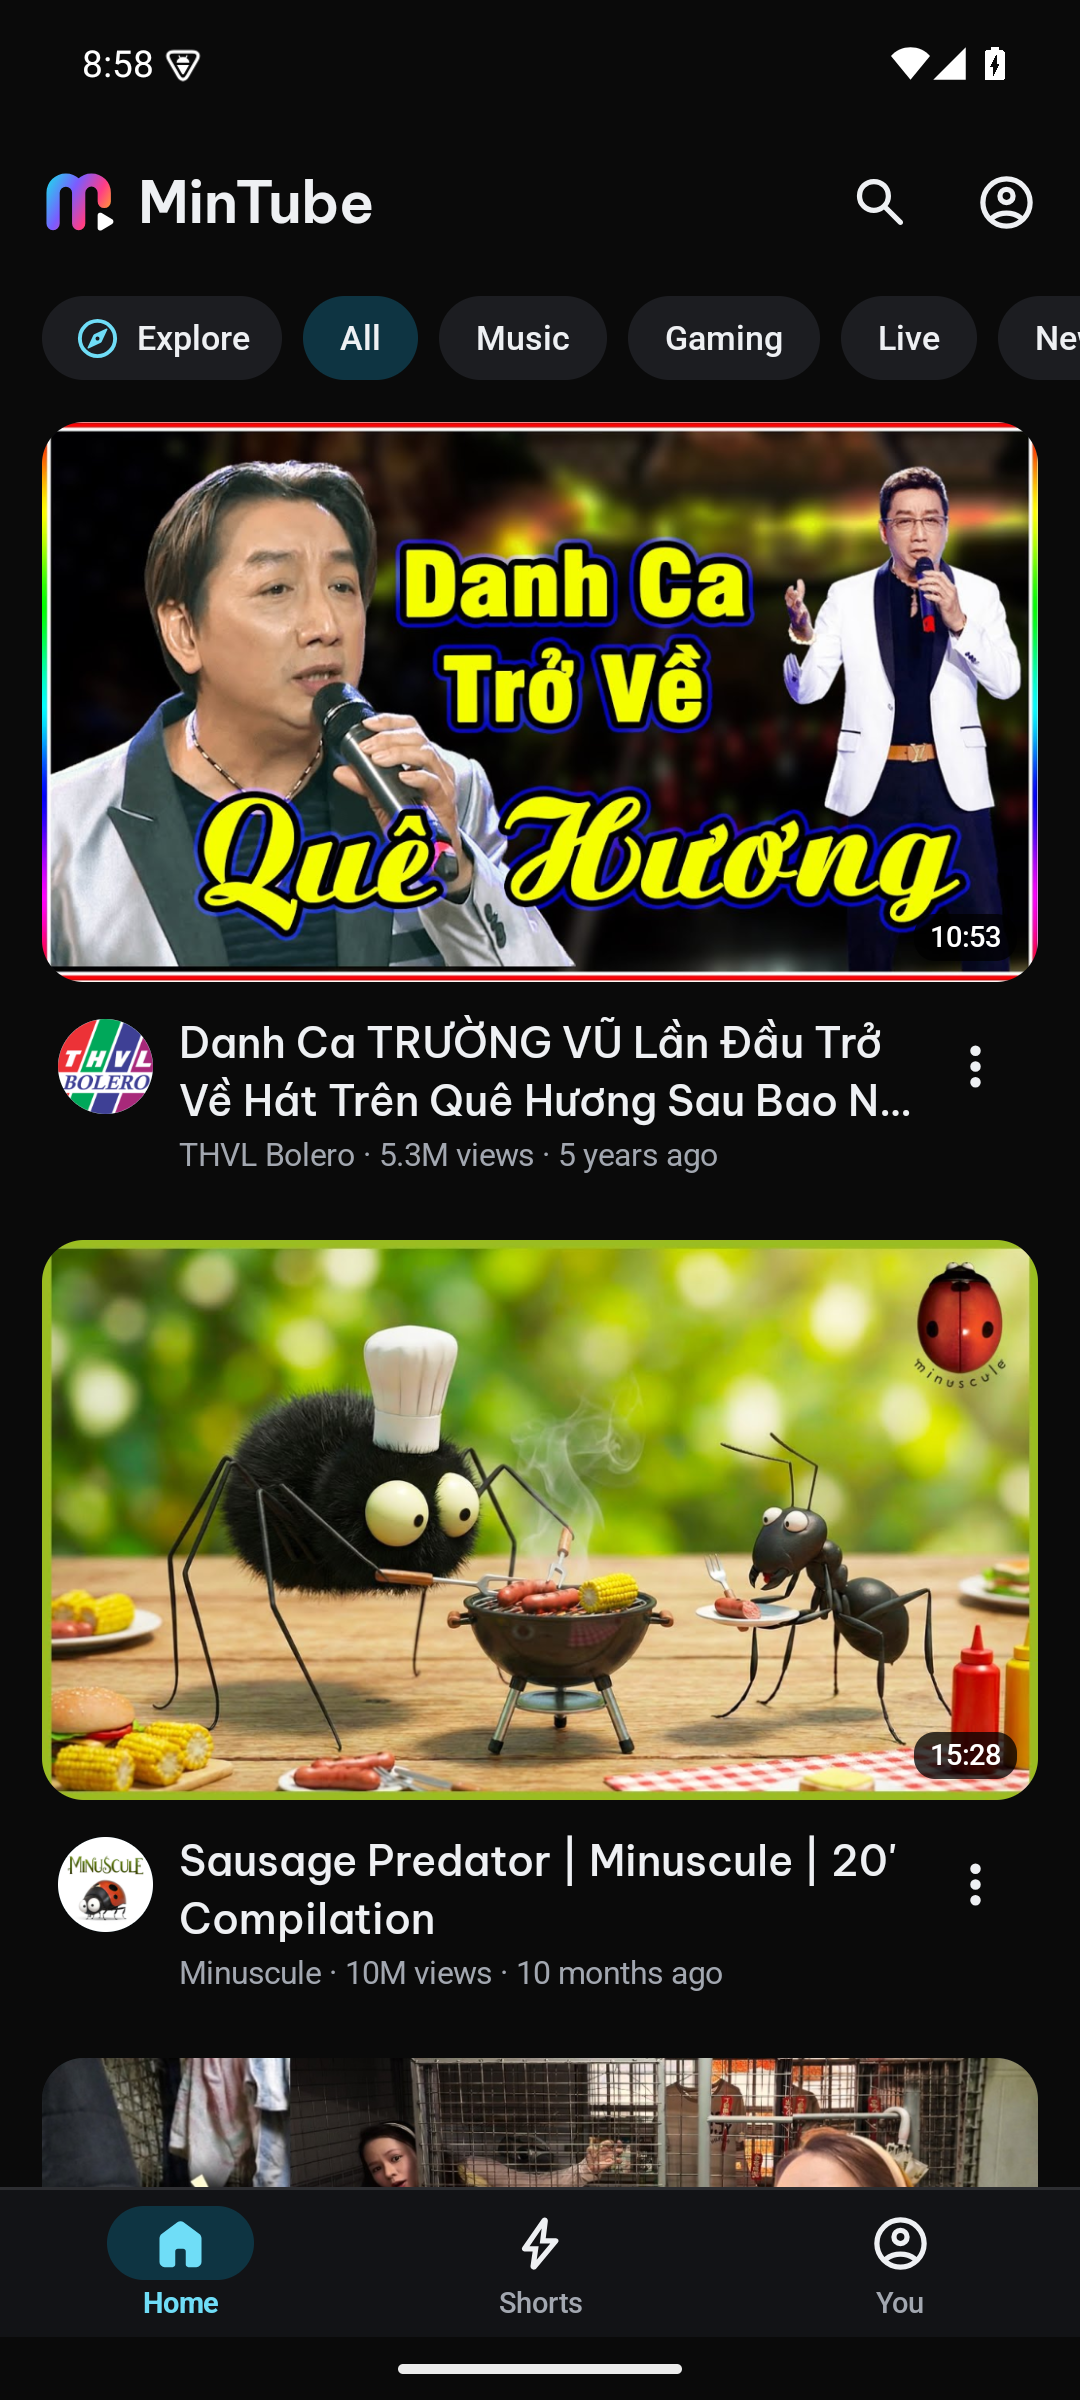 8:58
MinTube
Explore
All
Music
Gaming
Live
Danh Ca
Trở Về
Quê Hương
10:53
THVL
BOLERO
Danh Ca TRƯỜNG VŨ Lần Đầu Trở
Về Hát Trên Quê Hương Sau Bao N...
THVL Bolero · 5.3M views · 5 years ago
minuscule
15:28
MINUSCULE
Sausage Predator | Minuscule | 20'
Compilation
Minuscule · 10M views · 10 months ago
Home
Shorts
You